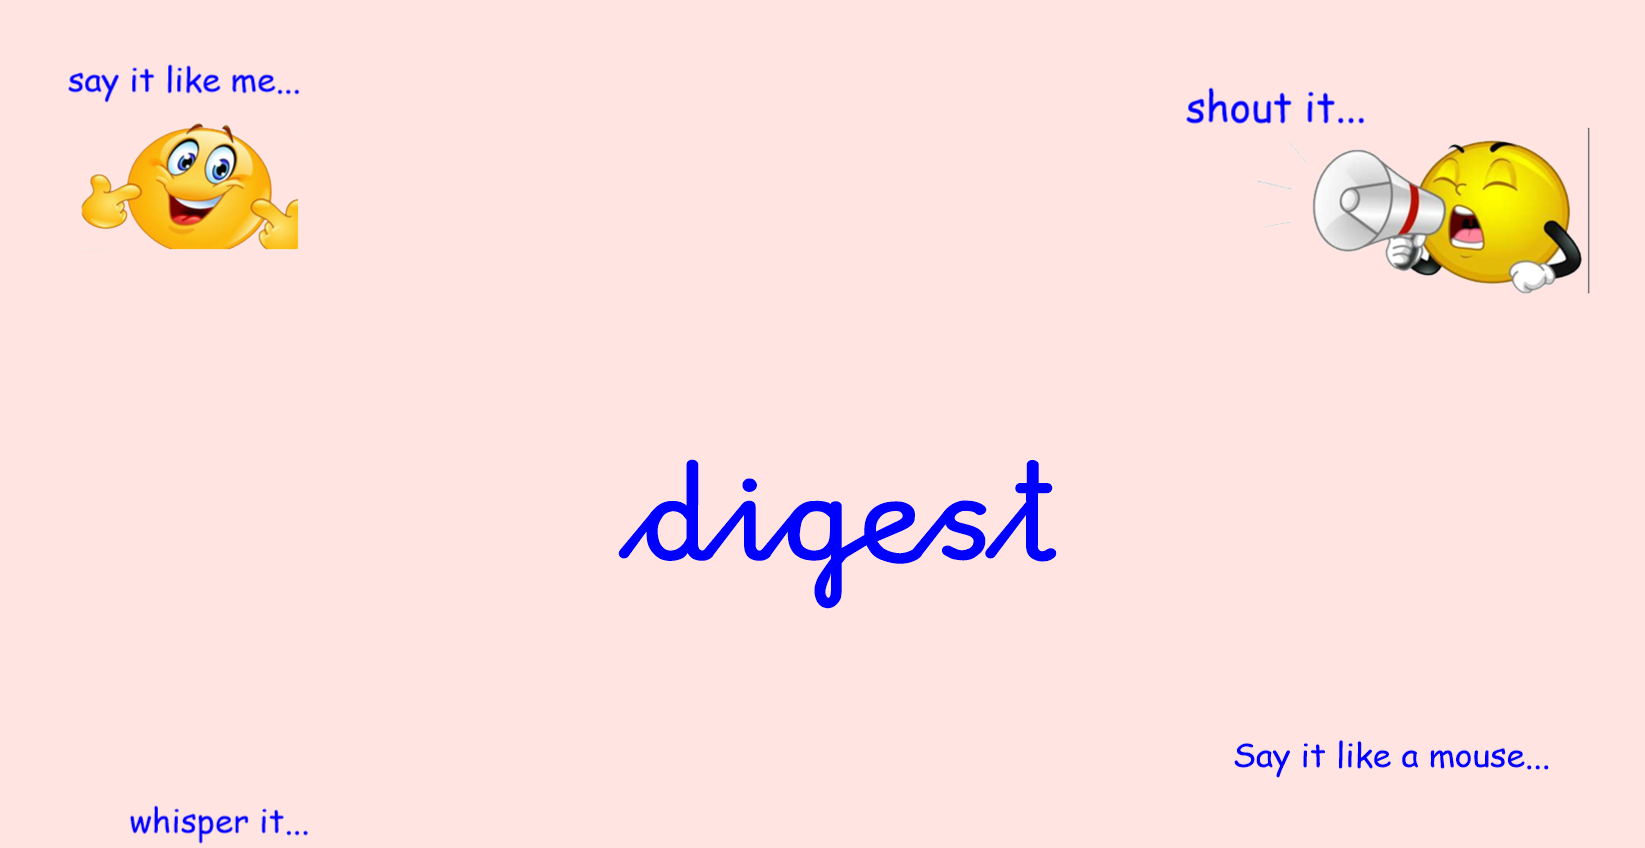 say it like me...
shout it...
digest
Say it like a mouse...
whisper it...